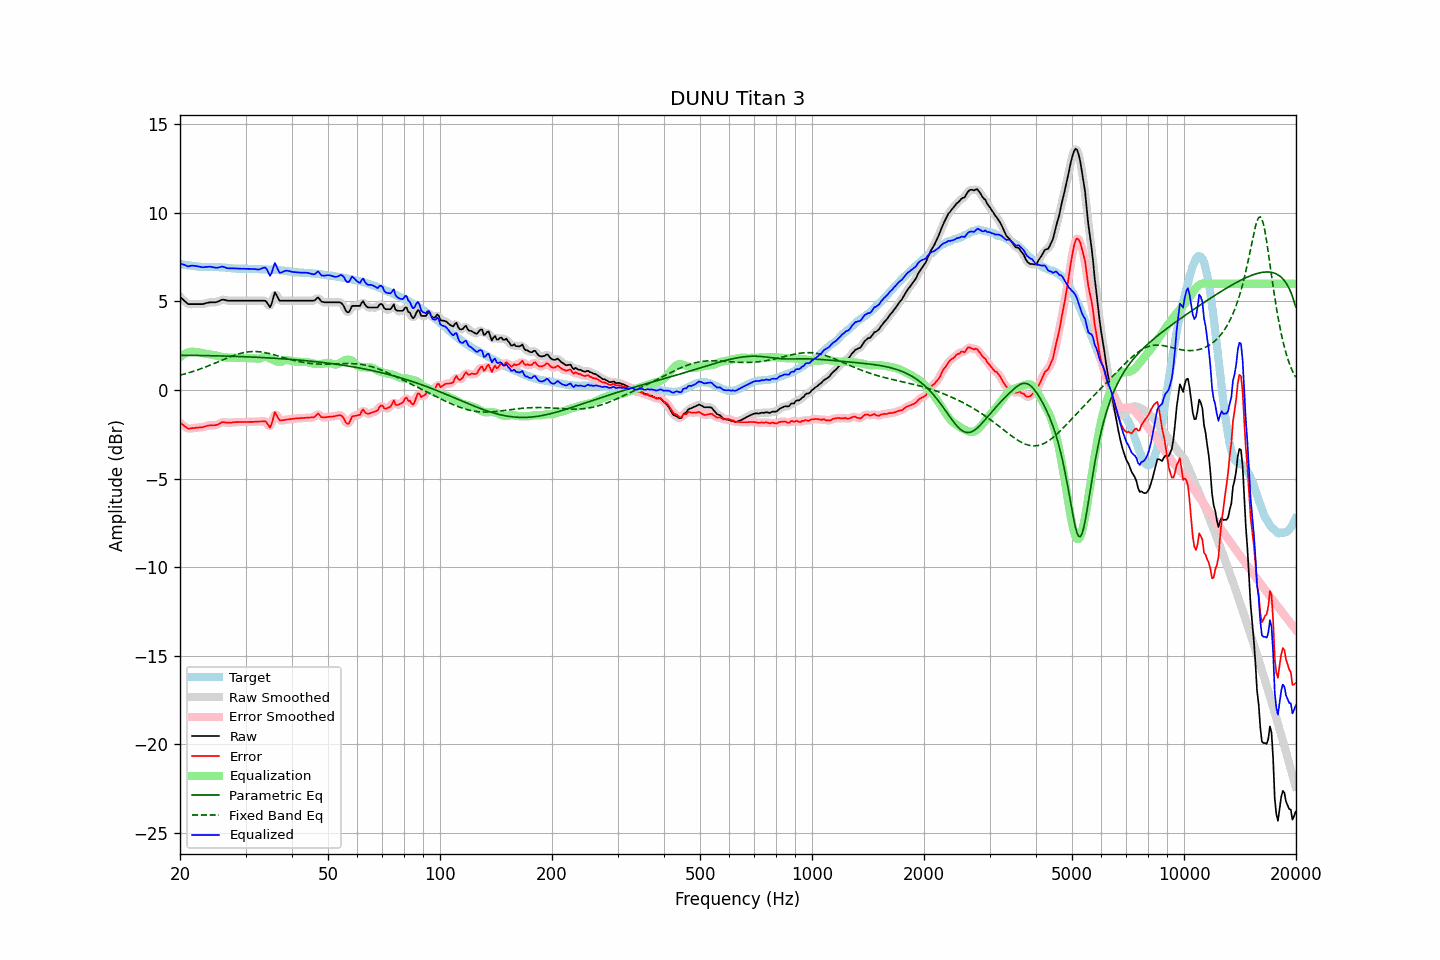 DUNU Titan 3
15
10
5
0
−5
−10
−15
−20
−25
Amplitude (dBr)
Target
Raw Smoothed
Error Smoothed
Raw
Error
Equalization
Parametric Eq
Fixed Band Eq
Equalized
20
50
100
200
500
1000
2000
5000
10000
20000
Frequency (Hz)